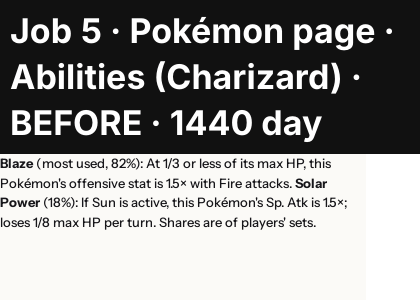 Job 5 · Pokémon page ·
Abilities (Charizard) ·
BEFORE · 1440 day
Blaze (most used, 82%): At 1/3 or less of its max HP, this
Pokémon's offensive stat is 1.5× with Fire attacks. Solar
Power (18%): If Sun is active, this Pokémon's Sp. Atk is 1.5×;
loses 1/8 max HP per turn. Shares are of players' sets.